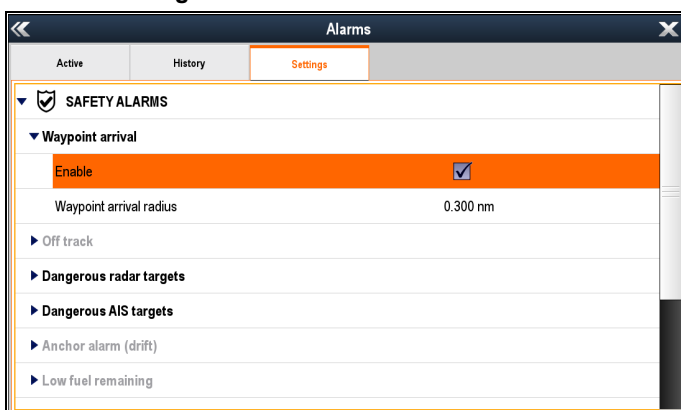 Alarms
Active
History
Settings
SAFETY ALARMS
Waypoint arrival
Enable
Waypoint arrival radius 0.300 nm
Off track
Dangerous radar targets
Dangerous AIS targets
Anchor alarm (drift)
Low fuel remaining